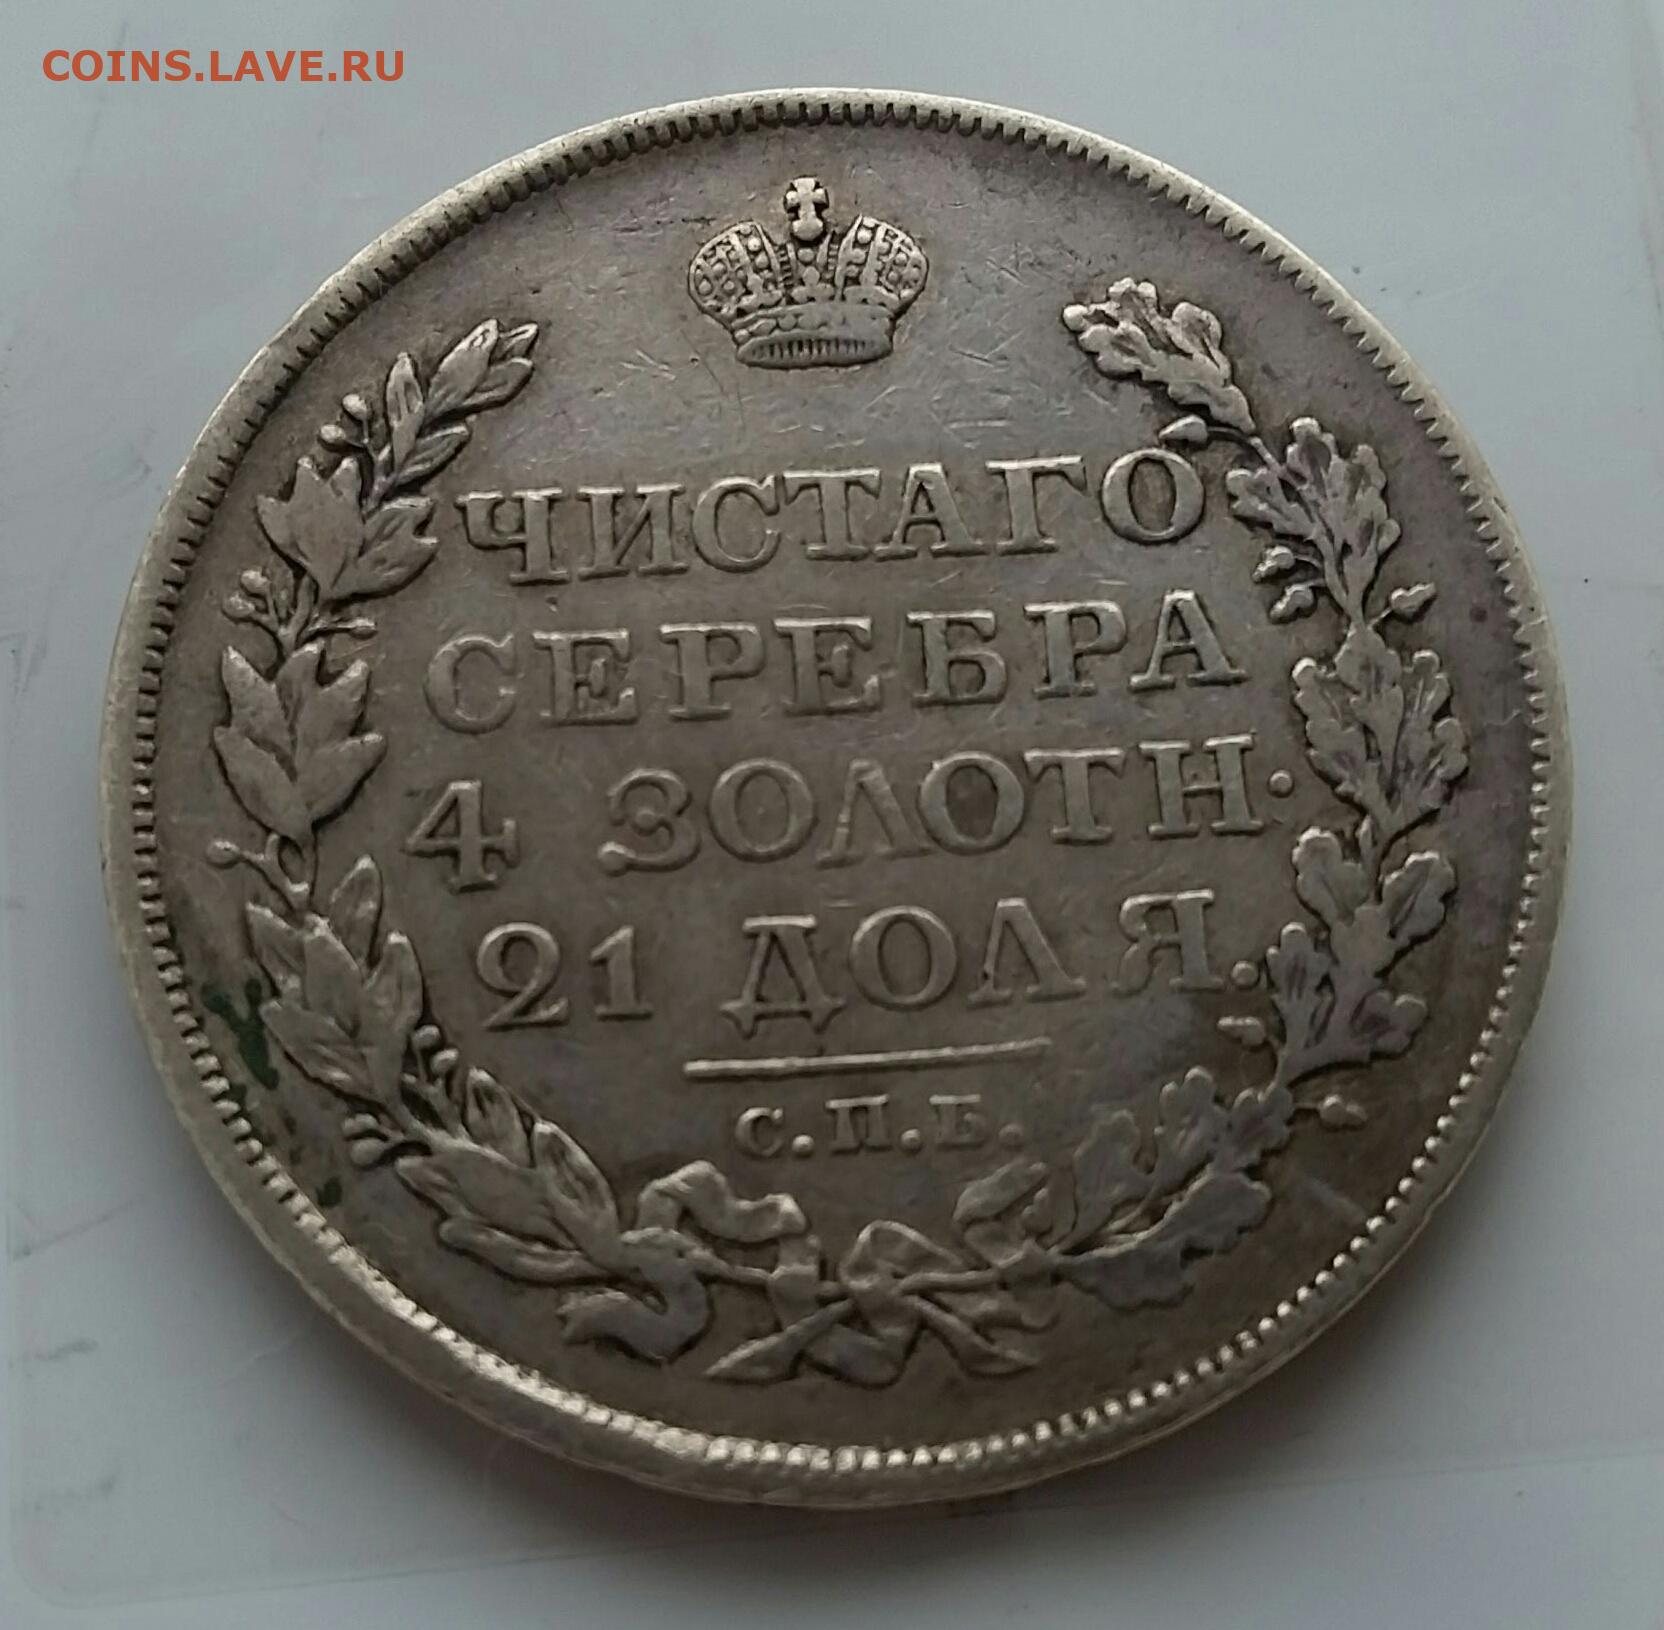 COINS.LAVE.RU
ЧИСТАГО
СЕРЕБРА
4 ЗОЛОТН.
21 ДОЛЯ.
С.П.Б.